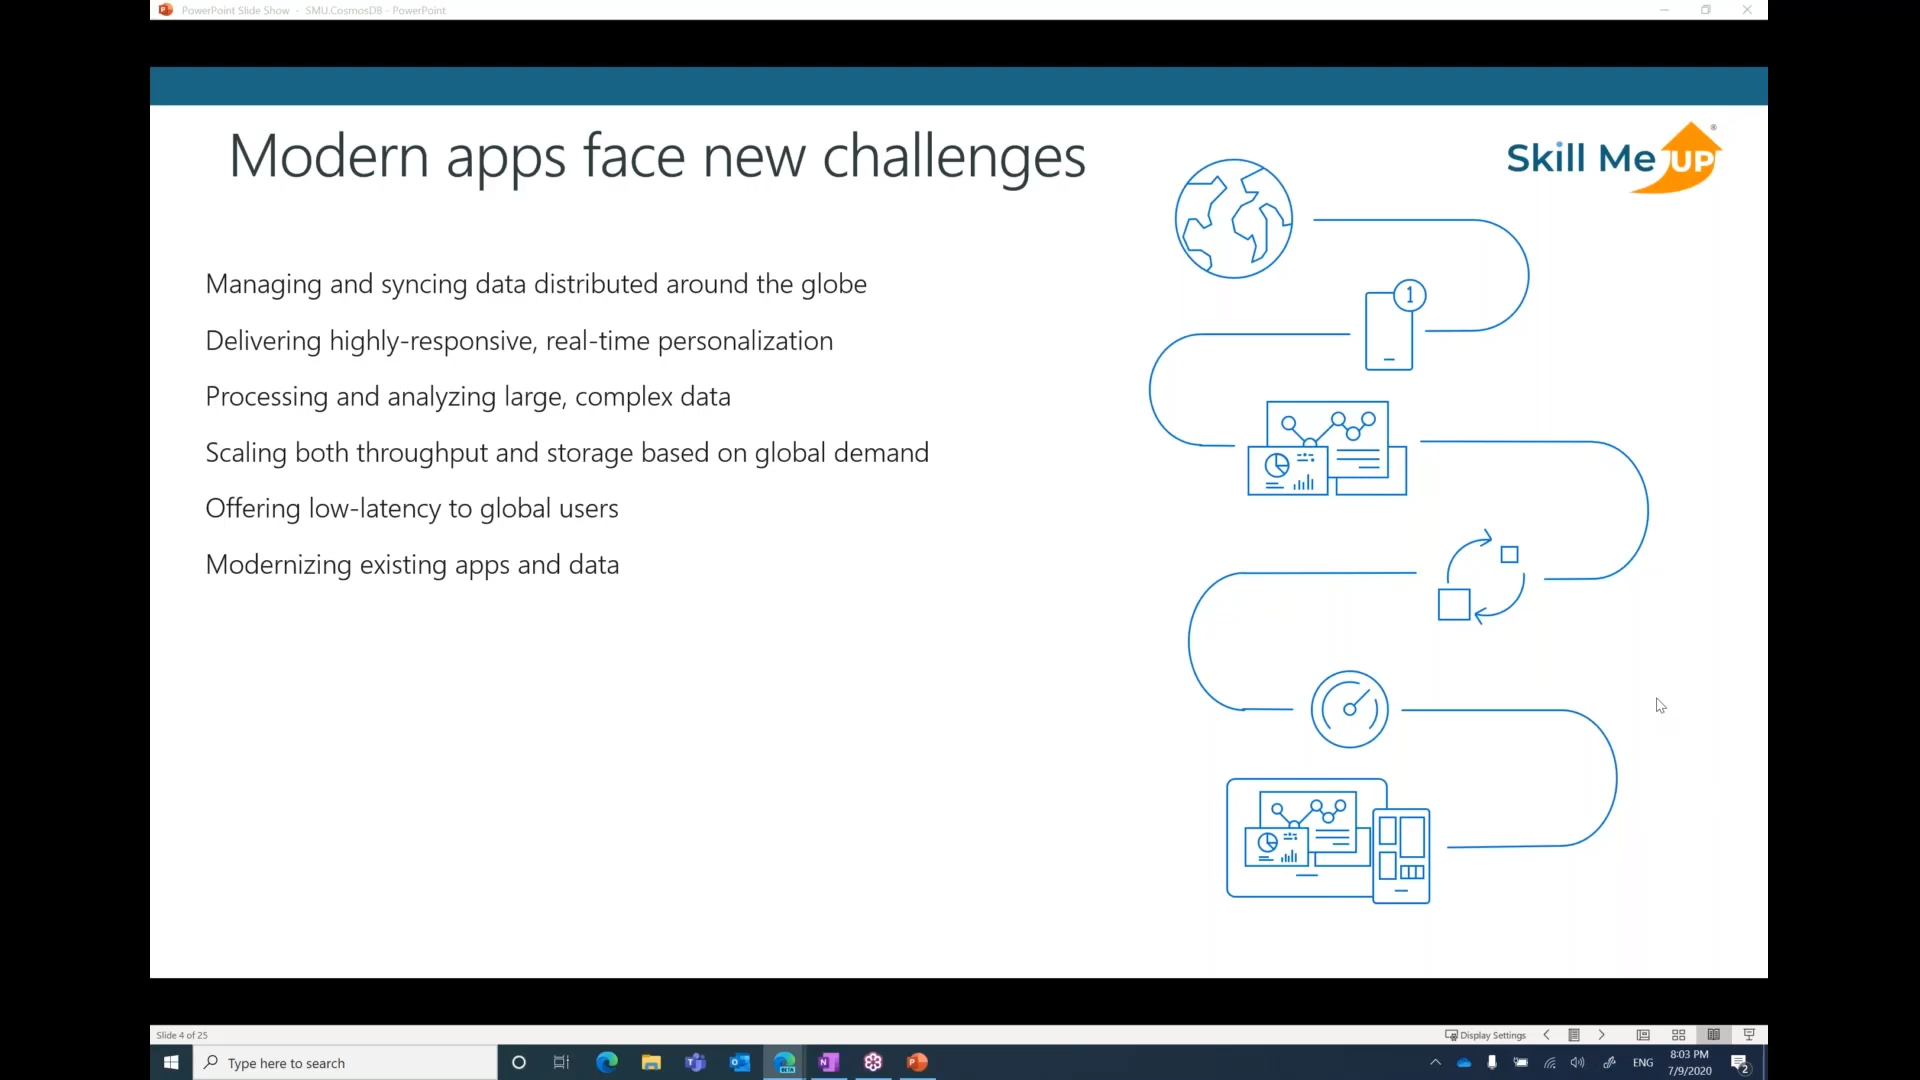 PowerPoint Slide Show - SMU.CosmosDB - PowerPoint
Modern apps face new challenges
Skill Me UP®
Managing and syncing data distributed around the globe
Delivering highly-responsive, real-time personalization
Processing and analyzing large, complex data
Scaling both throughput and storage based on global demand
Offering low-latency to global users
Modernizing existing apps and data
1
Slide 4 of 25
Display Settings
Type here to search
BETA
ENG
8:03 PM
7/9/2020
2